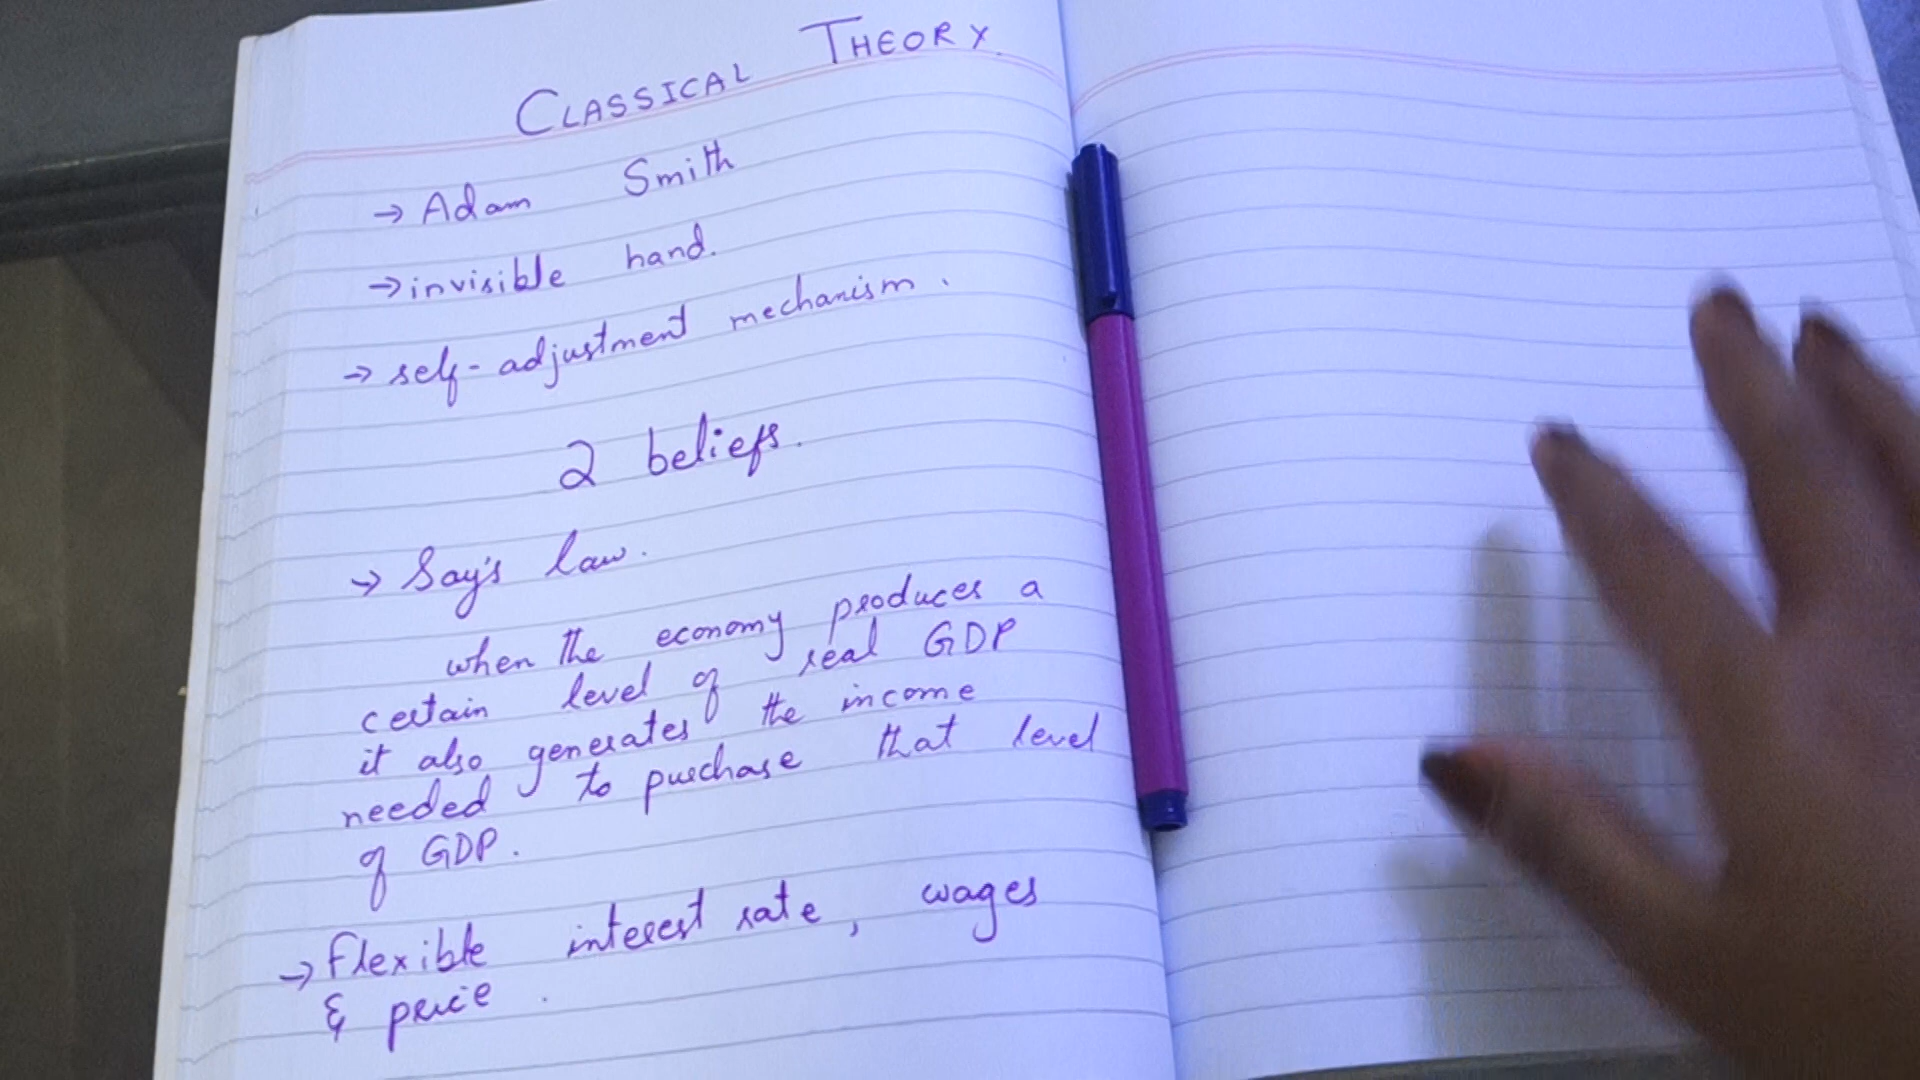 CLASSICAL THEORY.
→ Adam Smith
→ invisible hand.
→ self-adjustment mechanism.
2 beliefs.
→ Say's law.
when the economy produces a
certain level of real GDP
it also generates the income
needed to purchase that level
of GDP.
→ Flexible interest rate, wages
& price.